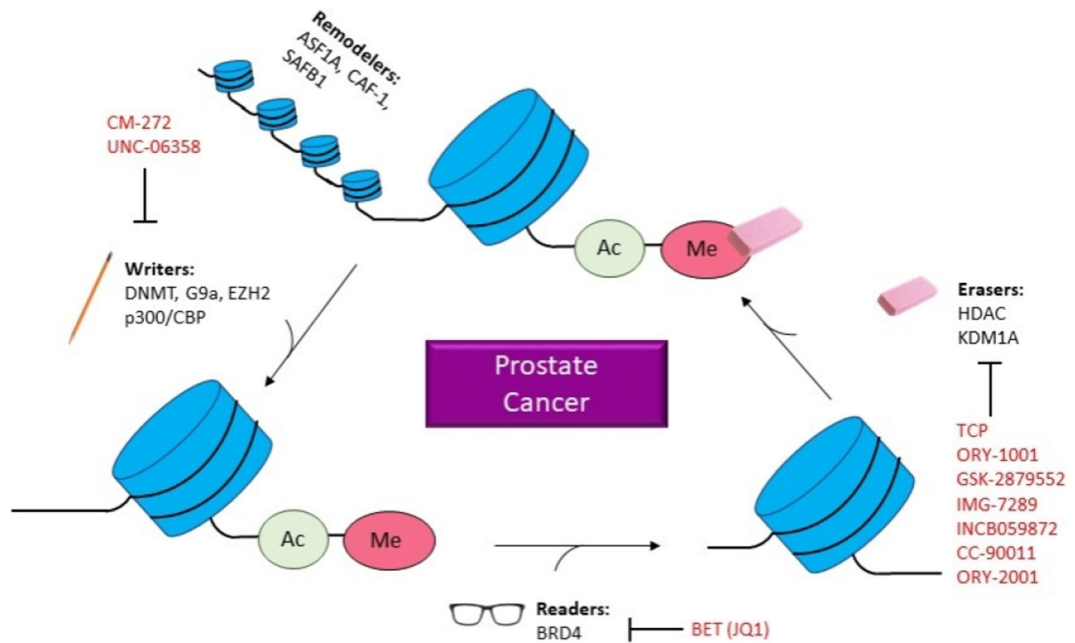 Remodelers:
ASF1A, CAF-1,
SAFB1
CM-272
UNC-06358
Writers:
DNMT, G9a, EZH2
p300/CBP
Ac
Me
Erasers:
HDAC
KDM1A
Prostate
Cancer
TCP
ORY-1001
GSK-2879552
IMG-7289
INCB059872
CC-90011
ORY-2001
Ac
Me
Readers:
BRD4
BET (JQ1)